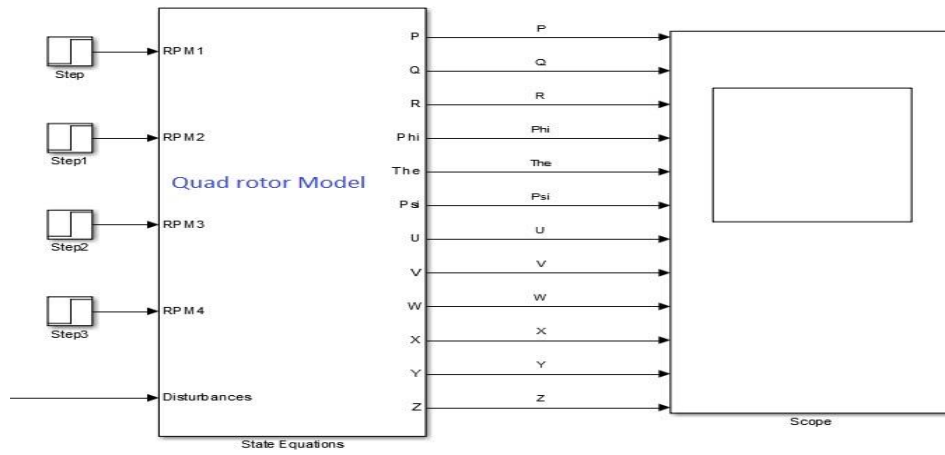 Step
Step1
Step2
Step3
RPM1
RPM2
RPM3
RPM4
Disturbances
Quad rotor Model
P
Q
R
Phi
The
Psi
U
V
W
X
Y
Z
State Equations
P
Q
R
Phi
The
Psi
U
V
W
X
Y
Z
Scope